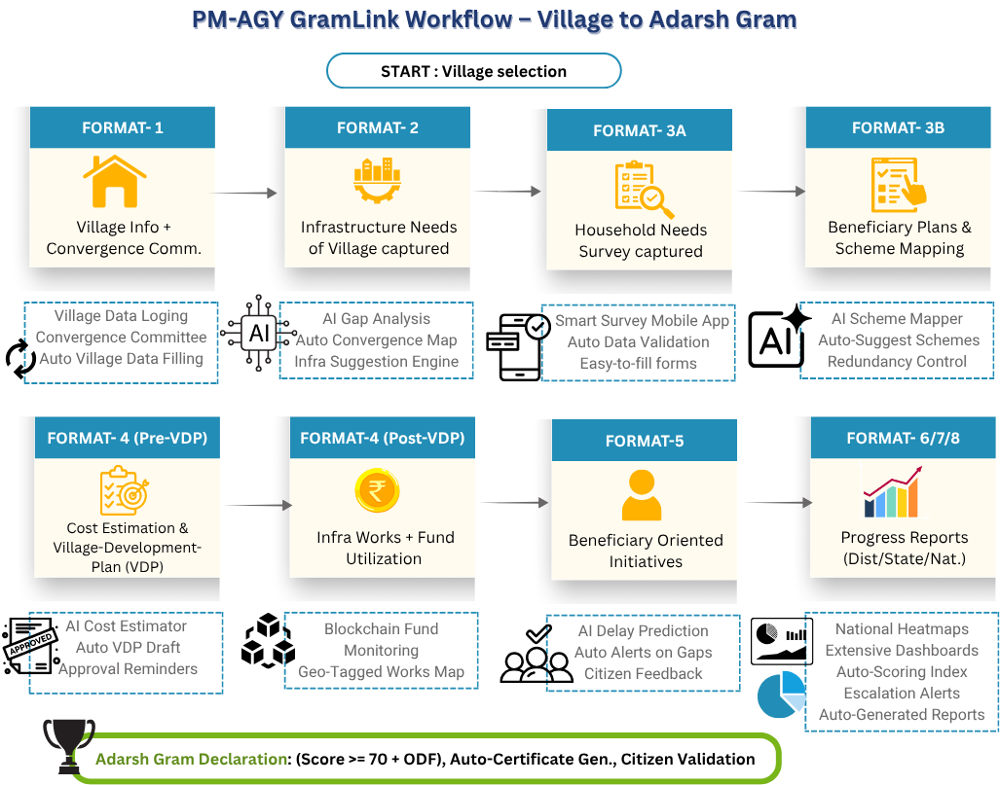 PM-AGY GramLink Workflow – Village to Adarsh Gram
START : Village selection
FORMAT- 1
Village Info +
Convergence Comm.
FORMAT- 2
Infrastructure Needs
of Village captured
FORMAT- 3A
Household Needs
Survey captured
FORMAT- 3B
Beneficiary Plans &
Scheme Mapping
Village Data Loging
Convergence Committee
Auto Village Data Filling
AI
AI Gap Analysis
Auto Convergence Map
Infra Suggestion Engine
Smart Survey Mobile App
Auto Data Validation
Easy-to-fill forms
AI
AI Scheme Mapper
Auto-Suggest Schemes
Redundancy Control
FORMAT- 4 (Pre-VDP)
Cost Estimation &
Village-Development-
Plan (VDP)
FORMAT-4 (Post-VDP)
₹
Infra Works + Fund
Utilization
FORMAT-5
Beneficiary Oriented
Initiatives
FORMAT- 6/7/8
Progress Reports
(Dist/State/Nat.)
APPROVED
AI Cost Estimator
Auto VDP Draft
Approval Reminders
Blockchain Fund
Monitoring
Geo-Tagged Works Map
AI Delay Prediction
Auto Alerts on Gaps
Citizen Feedback
National Heatmaps
Extensive Dashboards
Auto-Scoring Index
Escalation Alerts
Auto-Generated Reports
Adarsh Gram Declaration: (Score >= 70 + ODF), Auto-Certificate Gen., Citizen Validation